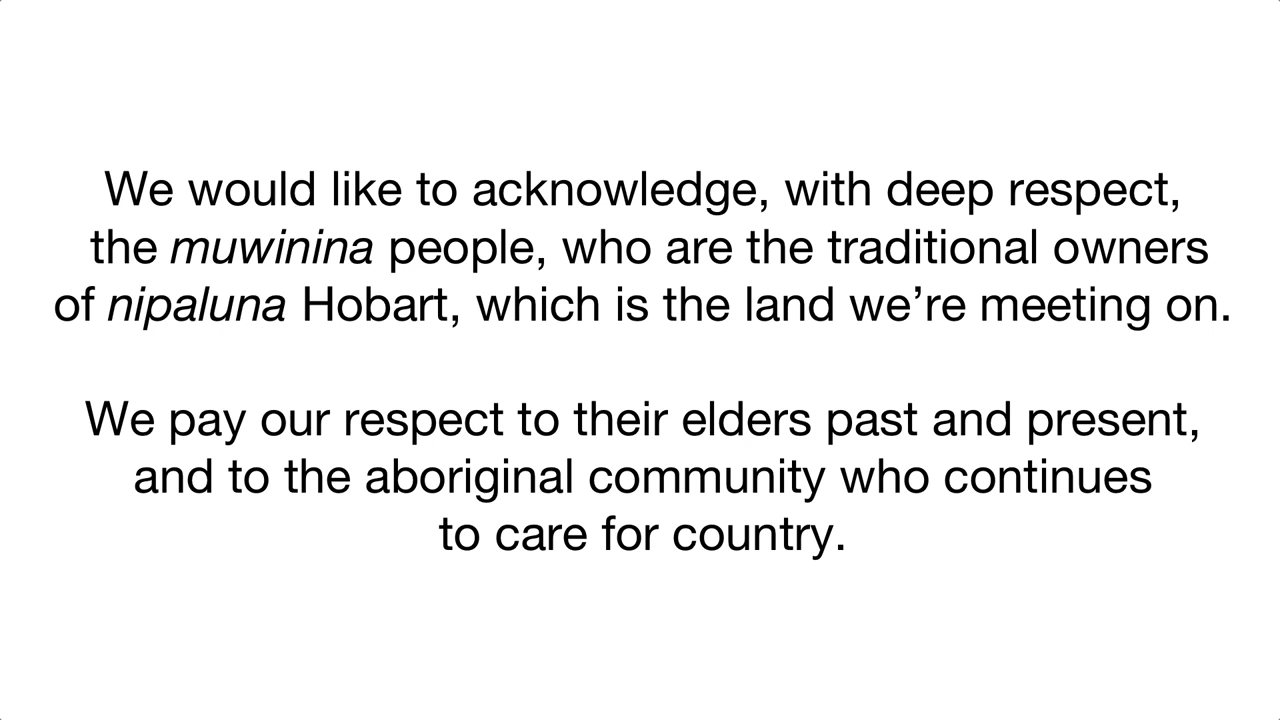 We would like to acknowledge, with deep respect,
the muwinina people, who are the traditional owners
of nipaluna Hobart, which is the land we’re meeting on.
We pay our respect to their elders past and present,
and to the aboriginal community who continues
to care for country.